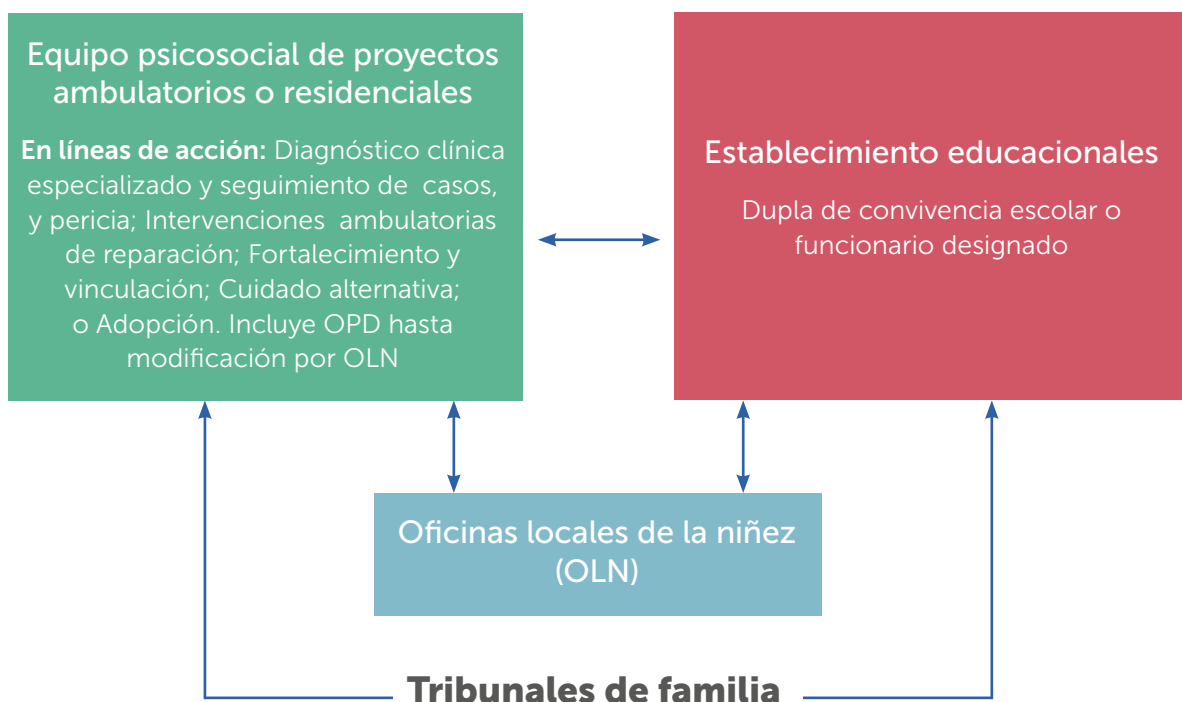 Equipo psicosocial de proyectos
ambulatorios o residenciales
En líneas de acción: Diagnóstico clínica
especializado y seguimiento de casos,
y pericia; Intervenciones ambulatorias
de reparación; Fortalecimiento y
vinculación; Cuidado alternativa;
o Adopción. Incluye OPD hasta
modificación por OLN
Establecimiento educacionales
Dupla de convivencia escolar o
funcionario designado
Oficinas locales de la niñez
(OLN)
Tribunales de familia